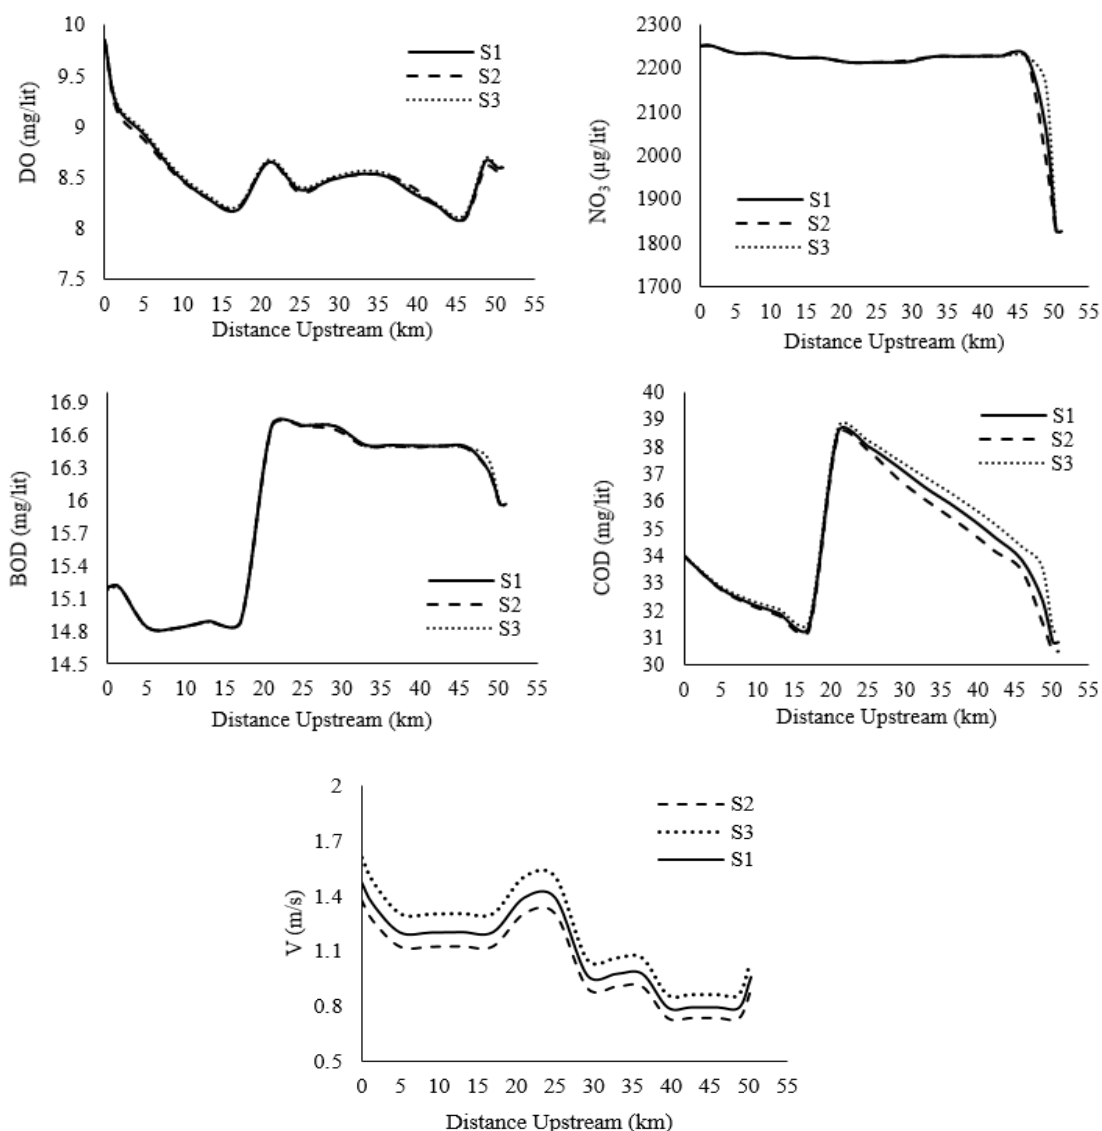 10
9.5
9
8.5
8
7.5
DO (mg/lit)
S1
S2
S3
0 5 10 15 20 25 30 35 40 45 50 55
Distance Upstream (km)
2300
2200
2100
2000
1900
1800
1700
NO3 (µg/lit)
S1
S2
S3
0 5 10 15 20 25 30 35 40 45 50 55
Distance Upstream (km)
16.9
16.6
16.3
16
15.7
15.4
15.1
14.8
14.5
BOD (mg/lit)
S1
S2
S3
0 5 10 15 20 25 30 35 40 45 50 55
Distance Upstream (km)
40
39
38
37
36
35
34
33
32
31
30
COD (mg/lit)
S1
S2
S3
0 5 10 15 20 25 30 35 40 45 50 55
Distance Upstream (km)
2
1.7
1.4
1.1
0.8
0.5
V (m/s)
S2
S3
S1
0 5 10 15 20 25 30 35 40 45 50 55
Distance Upstream (km)